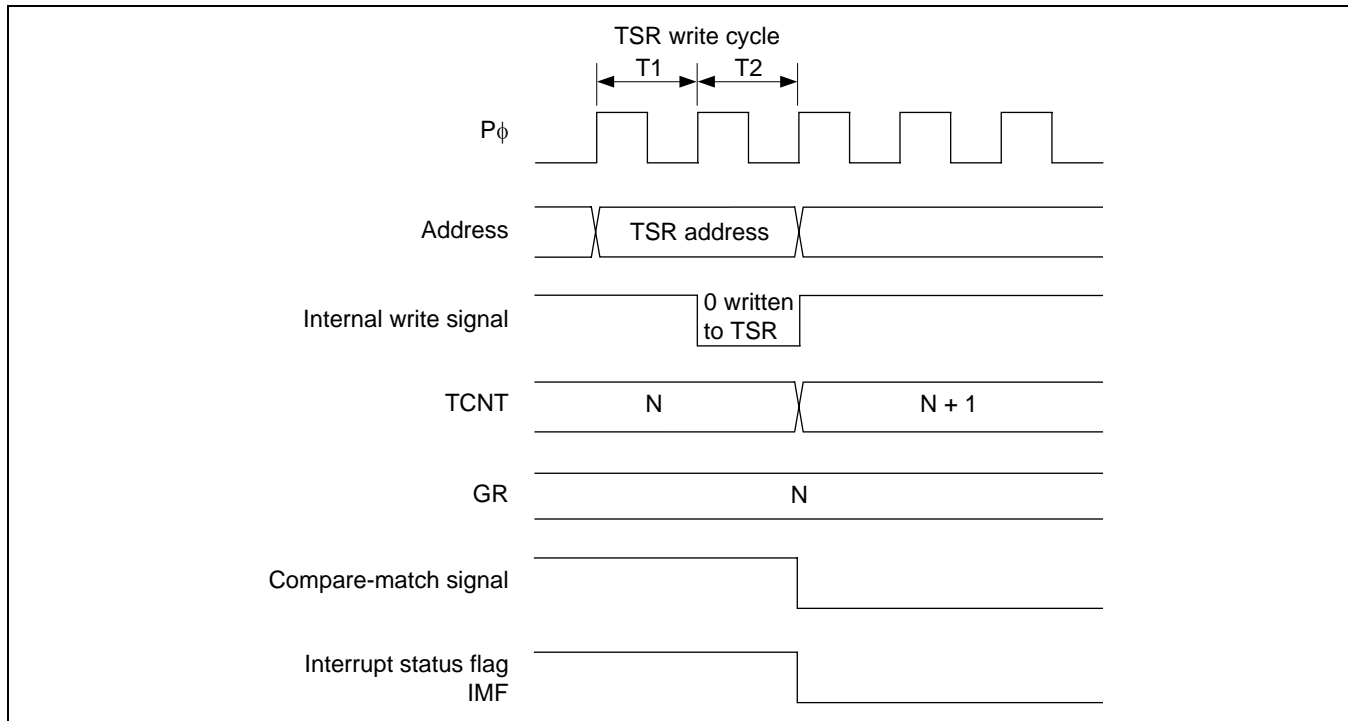 TSR write cycle
T1 T2
Pϕ
Address TSR address
Internal write signal 0 written
to TSR
TCNT N N + 1
GR N
Compare-match signal
Interrupt status flag
IMF